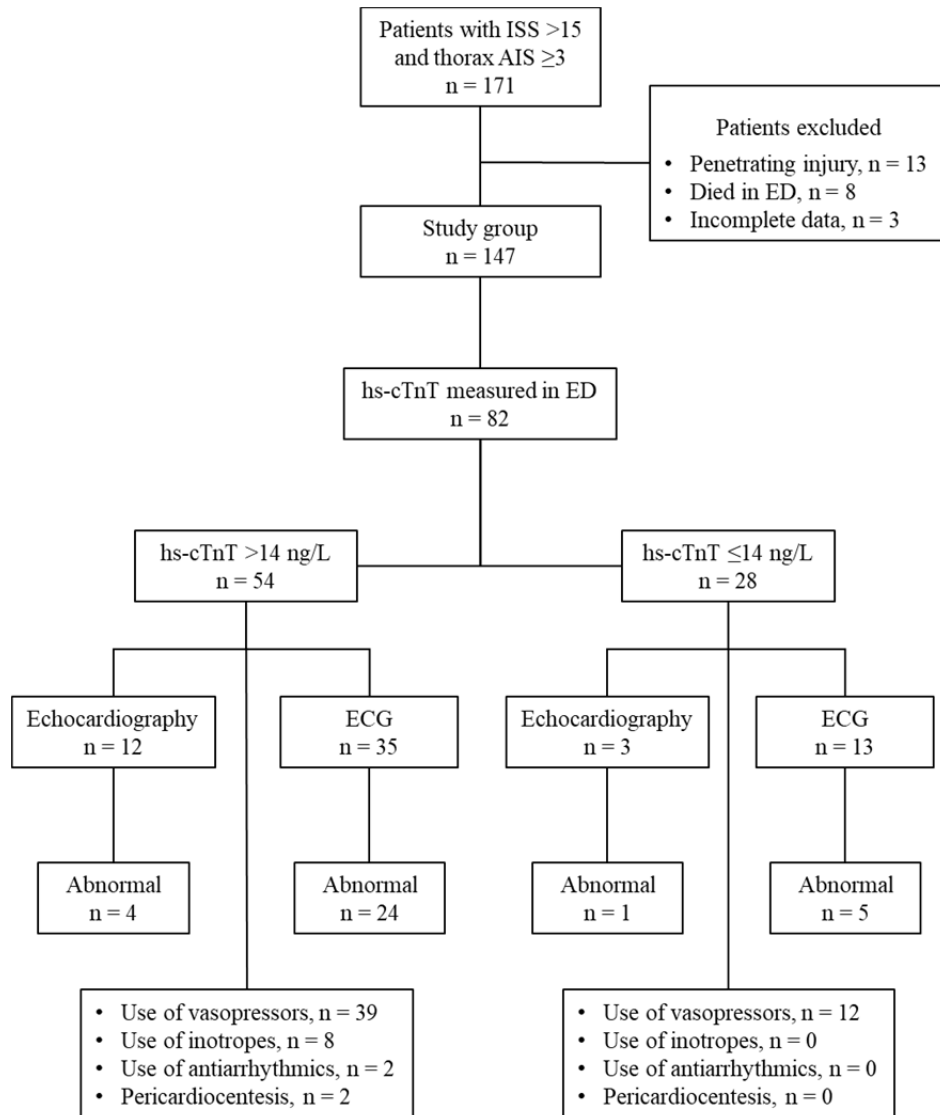 Patients with ISS >15
and thorax AIS ≥3
n = 171
Patients excluded
• Penetrating injury, n = 13
• Died in ED, n = 8
• Incomplete data, n = 3
Study group
n = 147
hs-cTnT measured in ED
n = 82
hs-cTnT >14 ng/L
n = 54
hs-cTnT ≤14 ng/L
n = 28
Echocardiography
n = 12
ECG
n = 35
Echocardiography
n = 3
ECG
n = 13
Abnormal
n = 4
Abnormal
n = 24
Abnormal
n = 1
Abnormal
n = 5
• Use of vasopressors, n = 39
• Use of inotropes, n = 8
• Use of antiarrhythmics, n = 2
• Pericardiocentesis, n = 2
• Use of vasopressors, n = 12
• Use of inotropes, n = 0
• Use of antiarrhythmics, n = 0
• Pericardiocentesis, n = 0